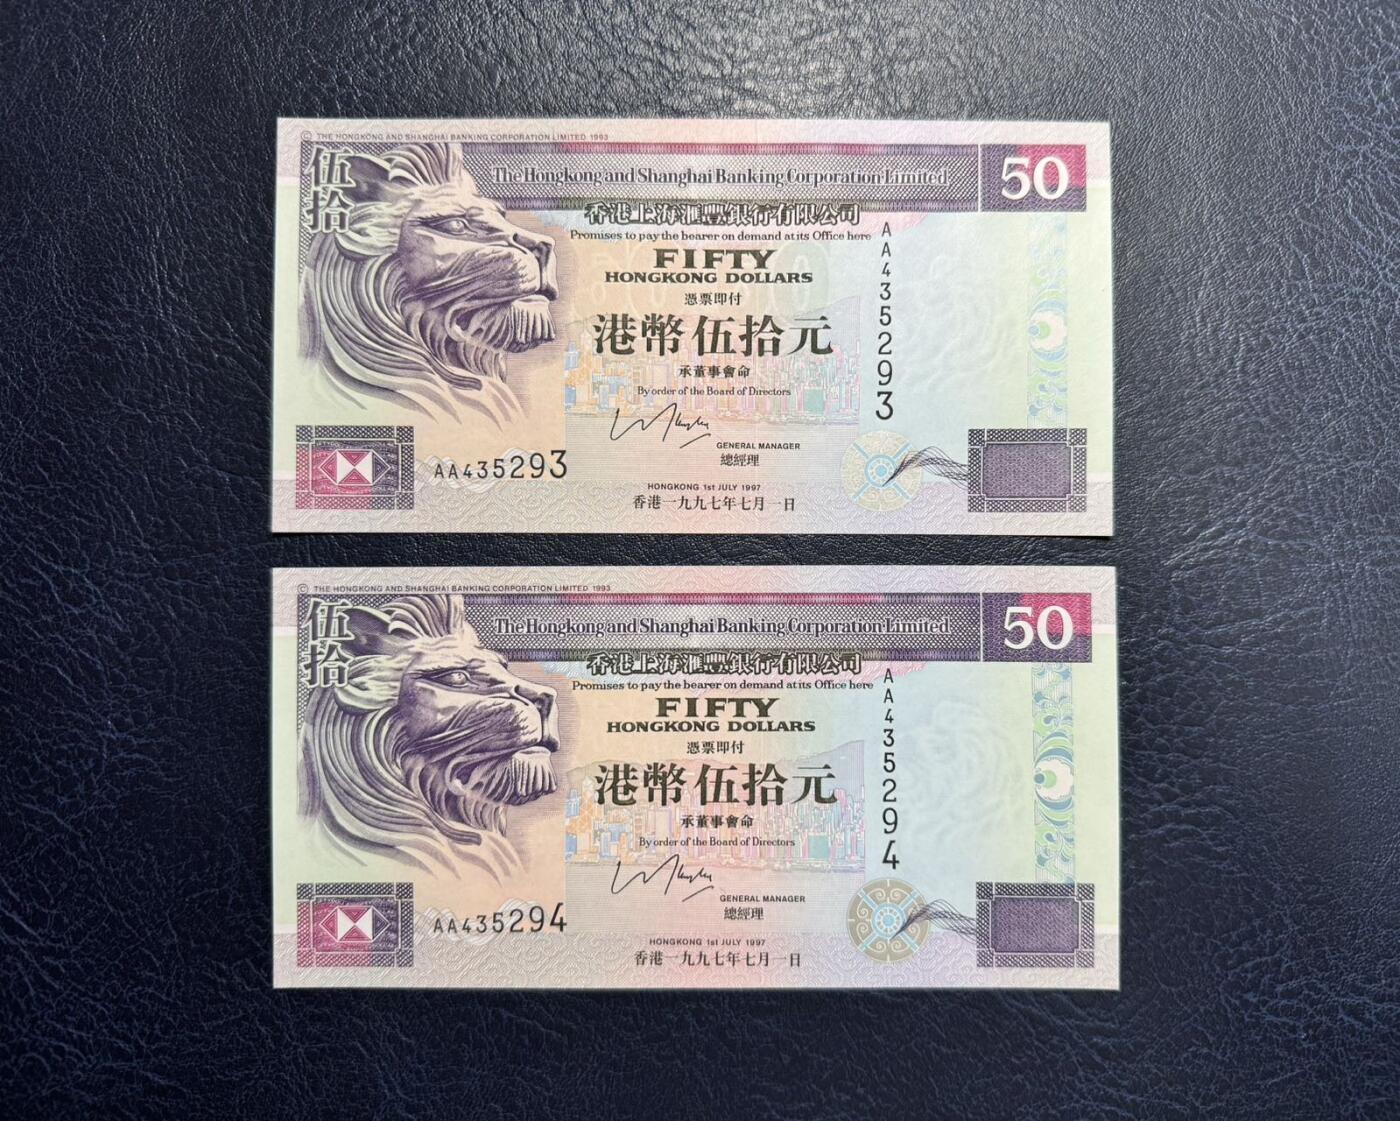 © THE HONGKONG AND SHANGHAI BANKING CORPORATION LIMITED 1993
伍拾
The Hongkong and Shanghai Banking Corporation Limited
50
香港上海滙豐銀行有限公司
Promises to pay the bearer on demand at its Office here
FIFTY
HONGKONG DOLLARS
憑票即付
港幣伍拾元
承董事會命
By order of the Board of Directors
AA435293
GENERAL MANAGER
總經理
AA435293
HONGKONG 1st JULY 1997
香港一九九七年七月一日
© THE HONGKONG AND SHANGHAI BANKING CORPORATION LIMITED 1993
伍拾
The Hongkong and Shanghai Banking Corporation Limited
50
香港上海滙豐銀行有限公司
Promises to pay the bearer on demand at its Office here
FIFTY
HONGKONG DOLLARS
憑票即付
港幣伍拾元
承董事會命
By order of the Board of Directors
AA435294
GENERAL MANAGER
總經理
AA435294
HONGKONG 1st JULY 1997
香港一九九七年七月一日